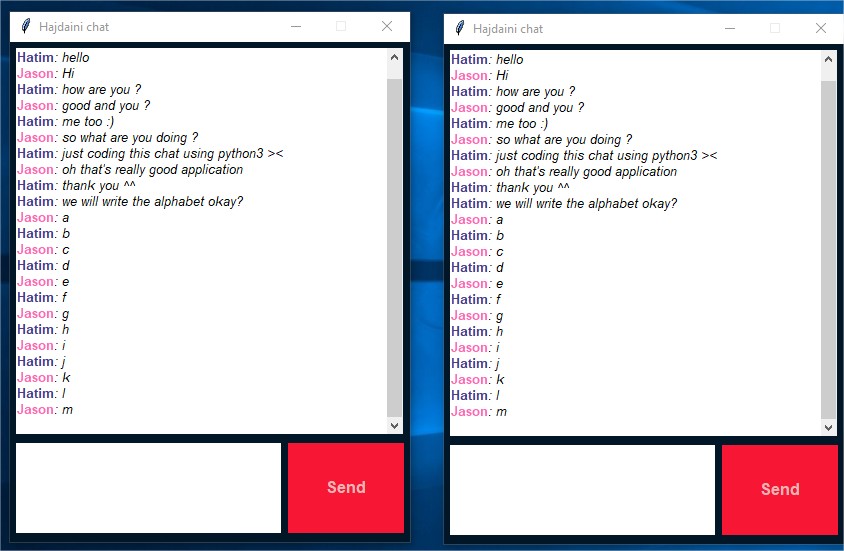 Hajdaini chat
Hatim: hello
Jason: Hi
Hatim: how are you ?
Jason: good and you ?
Hatim: me too :)
Jason: so what are you doing ?
Hatim: just coding this chat using python3 ><
Jason: oh that's really good application
Hatim: thank you ^^
Hatim: we will write the alphabet okay?
Jason: a
Hatim: b
Jason: c
Hatim: d
Jason: e
Hatim: f
Jason: g
Hatim: h
Jason: i
Hatim: j
Jason: k
Hatim: l
Jason: m
Send
Hajdaini chat
Hatim: hello
Jason: Hi
Hatim: how are you ?
Jason: good and you ?
Hatim: me too :)
Jason: so what are you doing ?
Hatim: just coding this chat using python3 ><
Jason: oh that's really good application
Hatim: thank you ^^
Hatim: we will write the alphabet okay?
Jason: a
Hatim: b
Jason: c
Hatim: d
Jason: e
Hatim: f
Jason: g
Hatim: h
Jason: i
Hatim: j
Jason: k
Hatim: l
Jason: m
Send